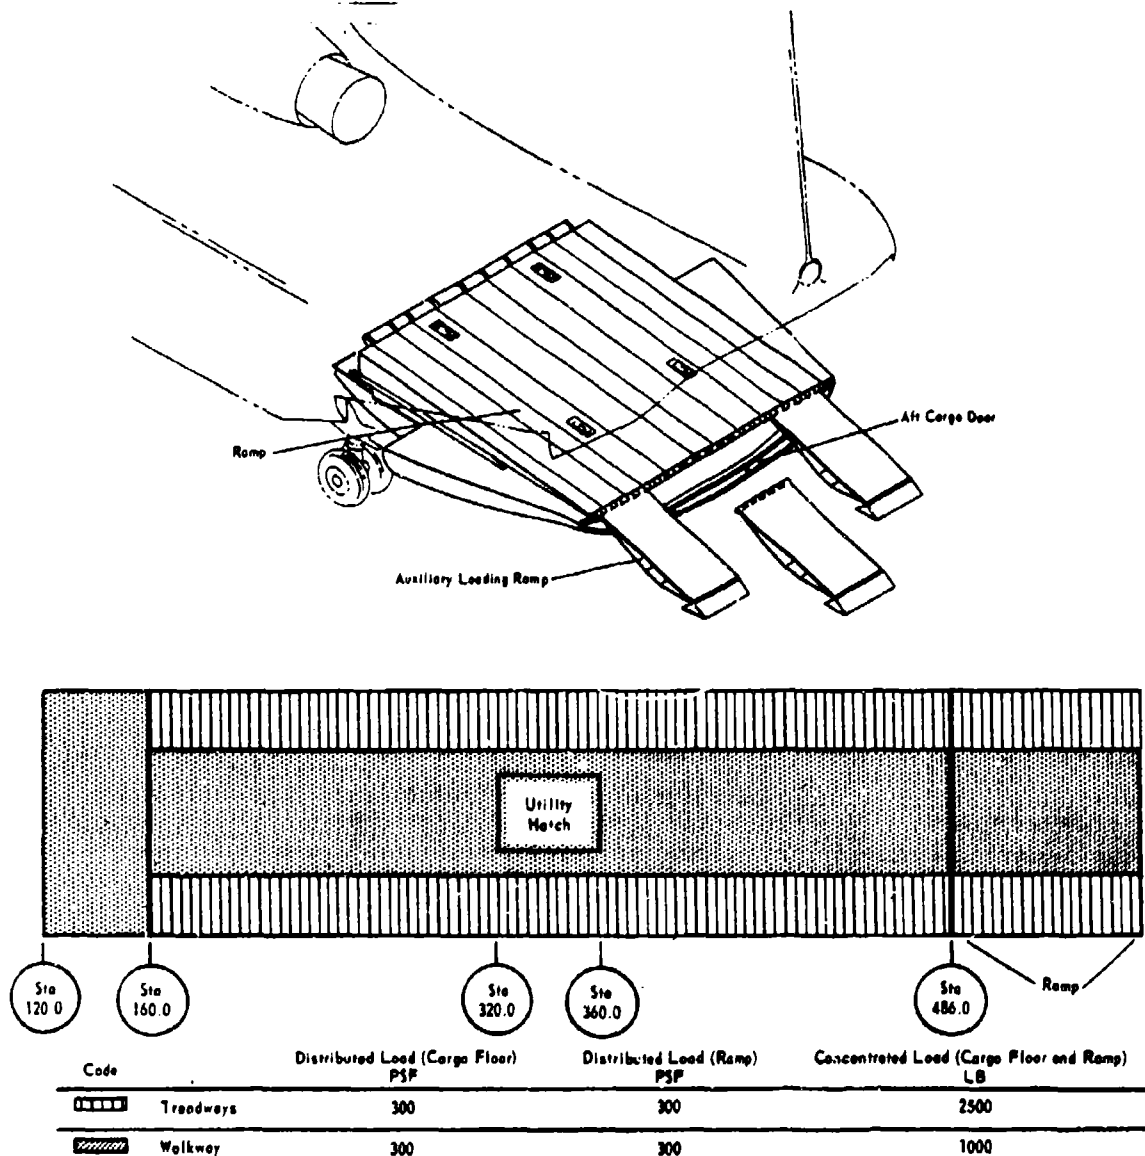 Aft Cargo Door
Ramp
Auxiliary Loading Ramp
Utility
Hatch
Sta
120.0
Sta
160.0
Sta
320.0
Sta
360.0
Sta
486.0
Ramp
Code Distributed Load (Cargo Floor) PSF Distributed Load (Ramp) PSF Concentrated Load (Cargo Floor and Ramp) LB
Treadways 300 300 2500
Walkway 300 300 1000